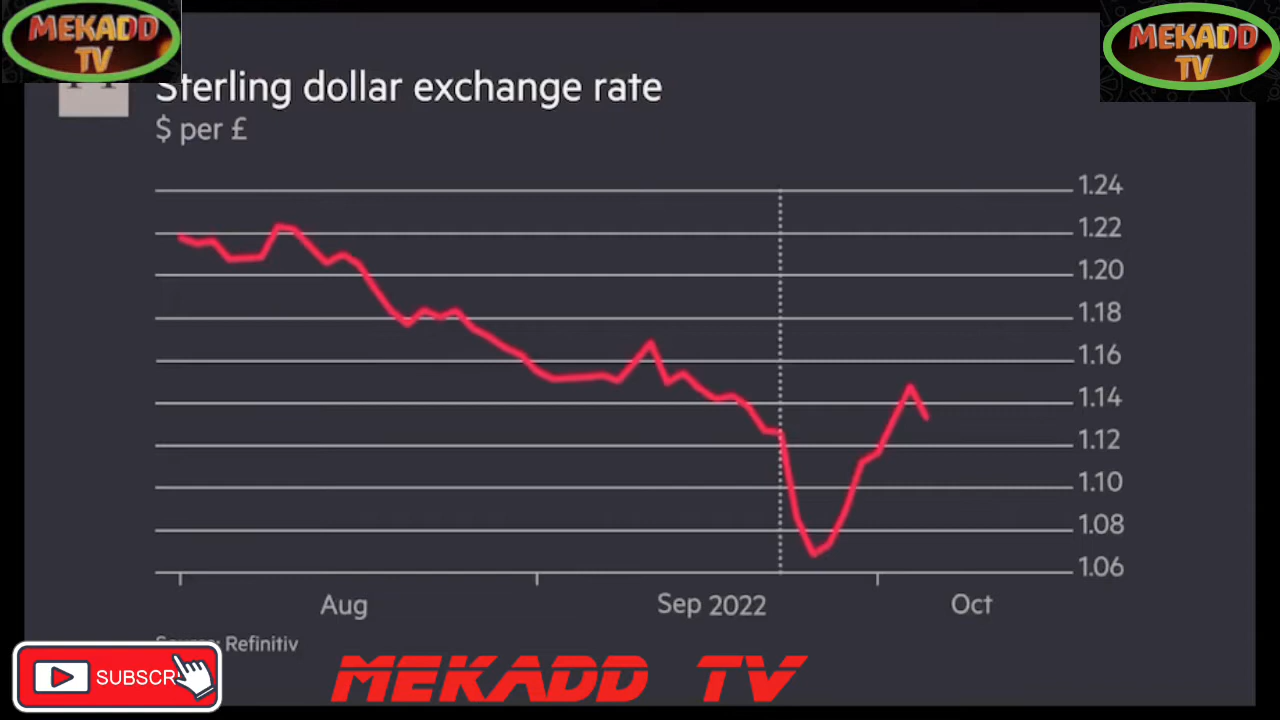 MEKADD
TV
MEKADD
TV
Sterling dollar exchange rate
$ per £
1.24
1.22
1.20
1.18
1.16
1.14
1.12
1.10
1.08
1.06
Aug
Sep 2022
Oct
Source: Refinitiv
SUBSCR
MEKADD TV